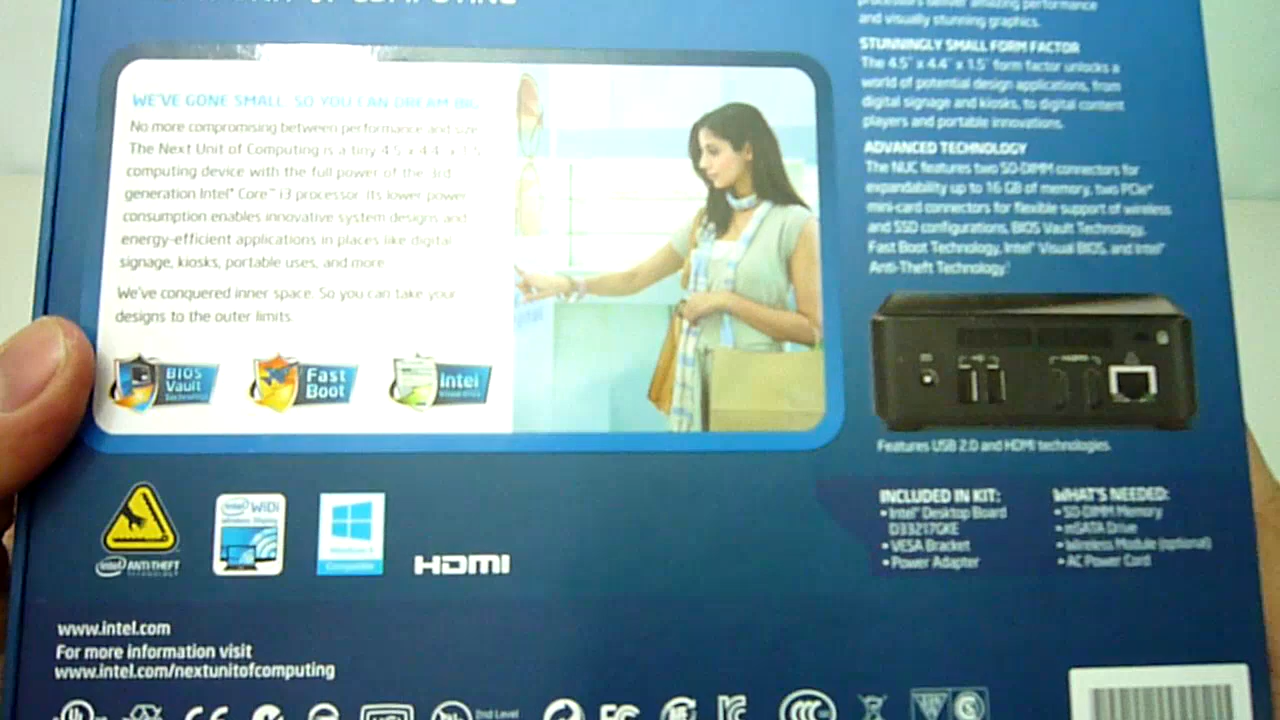 processors deliver amazing performance
and visually stunning graphics.
STUNNINGLY SMALL FORM FACTOR
The 4.5" x 4.4" x 1.5" form factor unlocks a
world of potential design applications, from
digital signage and kiosks, to digital content
players and portable innovations.
ADVANCED TECHNOLOGY
The NUC features two SO-DIMM connectors for
expandability up to 16 GB of memory, two PCIe*
mini-card connectors for flexible support of wireless
and SSD configurations, BIOS Vault Technology,
Fast Boot Technology, Intel® Visual BIOS, and Intel®
Anti-Theft Technology.
WE'VE GONE SMALL. SO YOU CAN DREAM BIG.
No more compromising between performance and size.
The Next Unit of Computing is a tiny 4.5 x 4.4 x 1.5
computing device with the full power of the 3rd
generation Intel® Core™ i3 processor. Its lower power
consumption enables innovative system designs and
energy-efficient applications in places like digital
signage, kiosks, portable uses, and more.
We've conquered inner space. So you can take your
designs to the outer limits.
BIOS
Vault
Technology
Fast
Boot
Intel
Features USB 2.0 and HDMI technologies.
INCLUDED IN KIT:
• Intel® Desktop Board
D33217GKE
• VESA Bracket
• Power Adapter
WHAT'S NEEDED:
• SO-DIMM Memory
• mSATA Drive
• Wireless Module (optional)
• AC Power Cord
intel ANTI-THEFT
TECHNOLOGY
intel WiDi
Wireless Display
Windows 8
Compatible
HDMI
www.intel.com
For more information visit
www.intel.com/nextunitofcomputing
2nd Level
FC
CCC